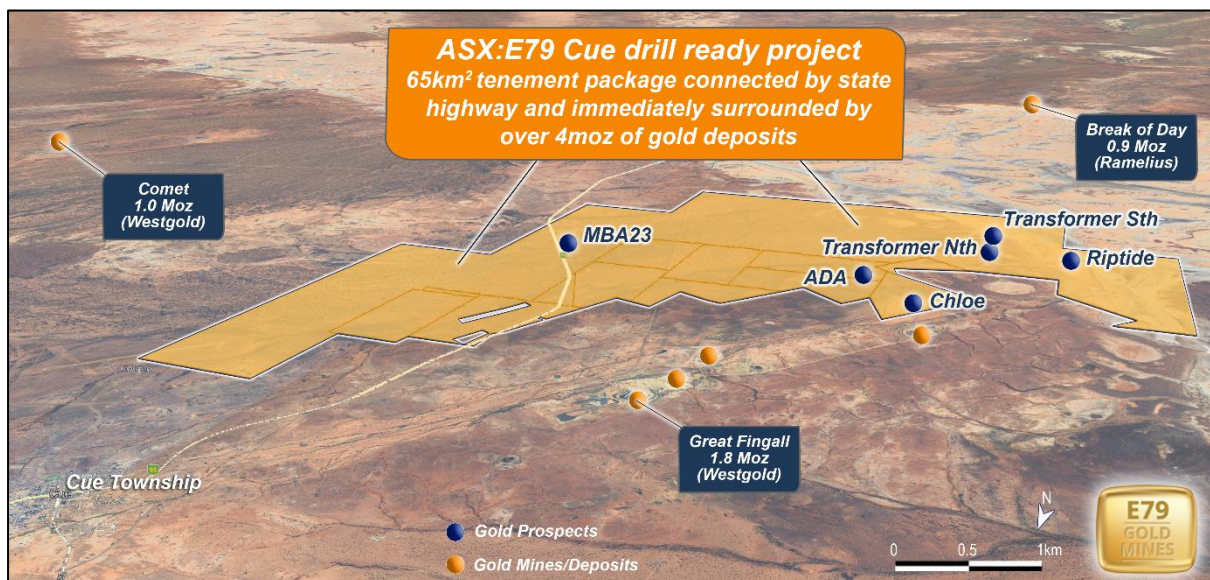 ASX:E79 Cue drill ready project
65km² tenement package connected by state
highway and immediately surrounded by
over 4moz of gold deposits
Comet
1.0 Moz
(Westgold)
Break of Day
0.9 Moz
(Ramelius)
MBA23
Transformer Sth
Transformer Nth
Riptide
ADA
Chloe
Great Fingall
1.8 Moz
(Westgold)
Cue Township
Cue
Gold Prospects
Gold Mines/Deposits
N
0 0.5 1km
E79
GOLD
MINES